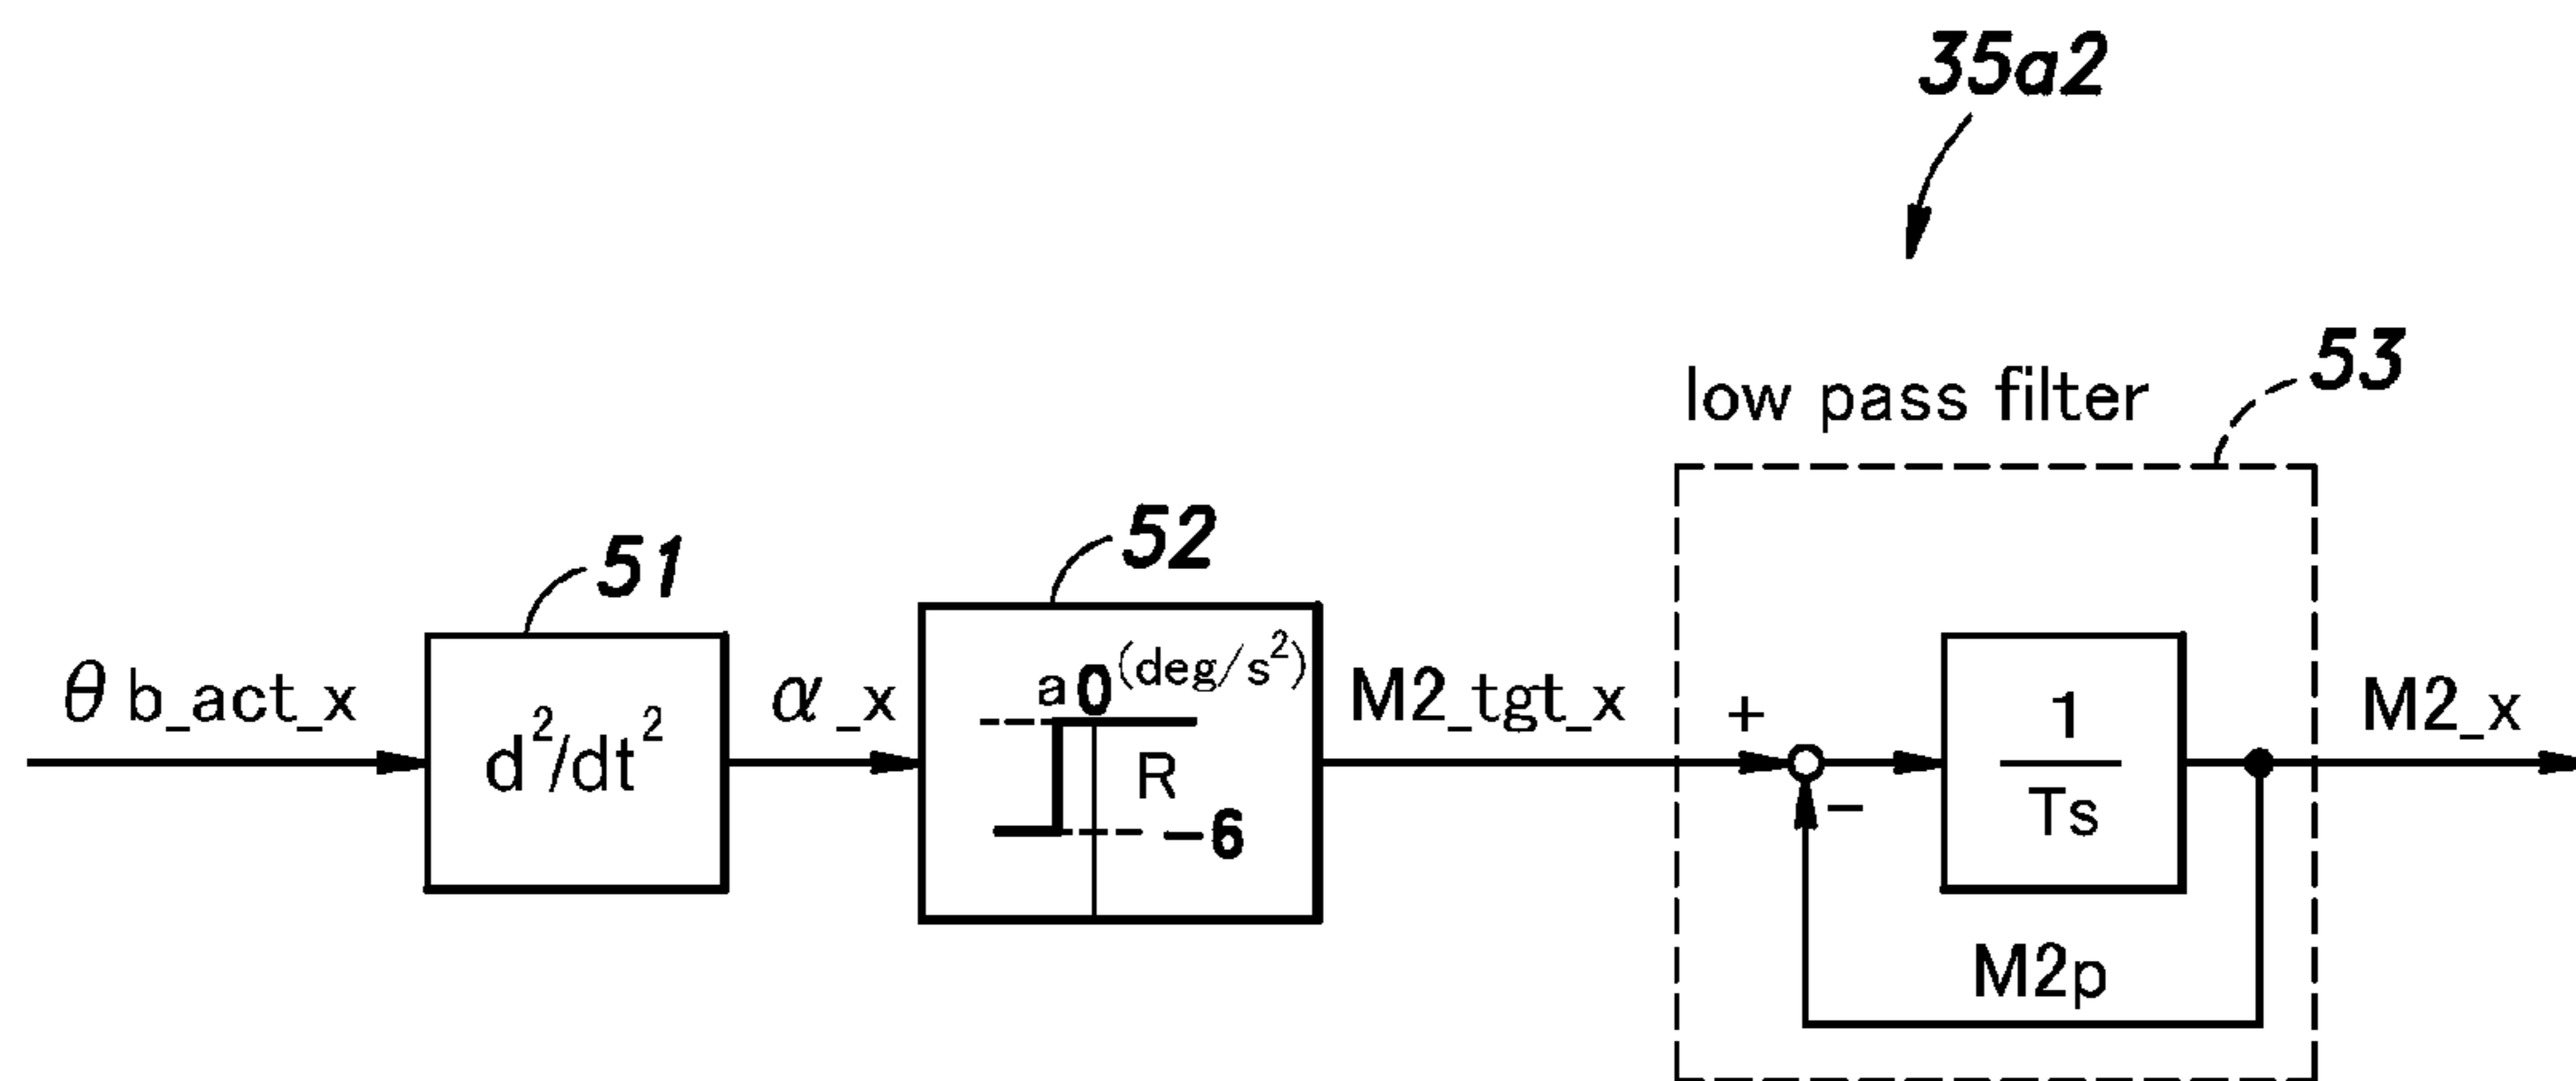 35a2
53
low pass filter
51
52
θ b_act_x
d²/dt²
α_x
a 0 (deg/s²)
R
−6
M2_tgt_x
+
−
1
Ts
M2_x
M2p